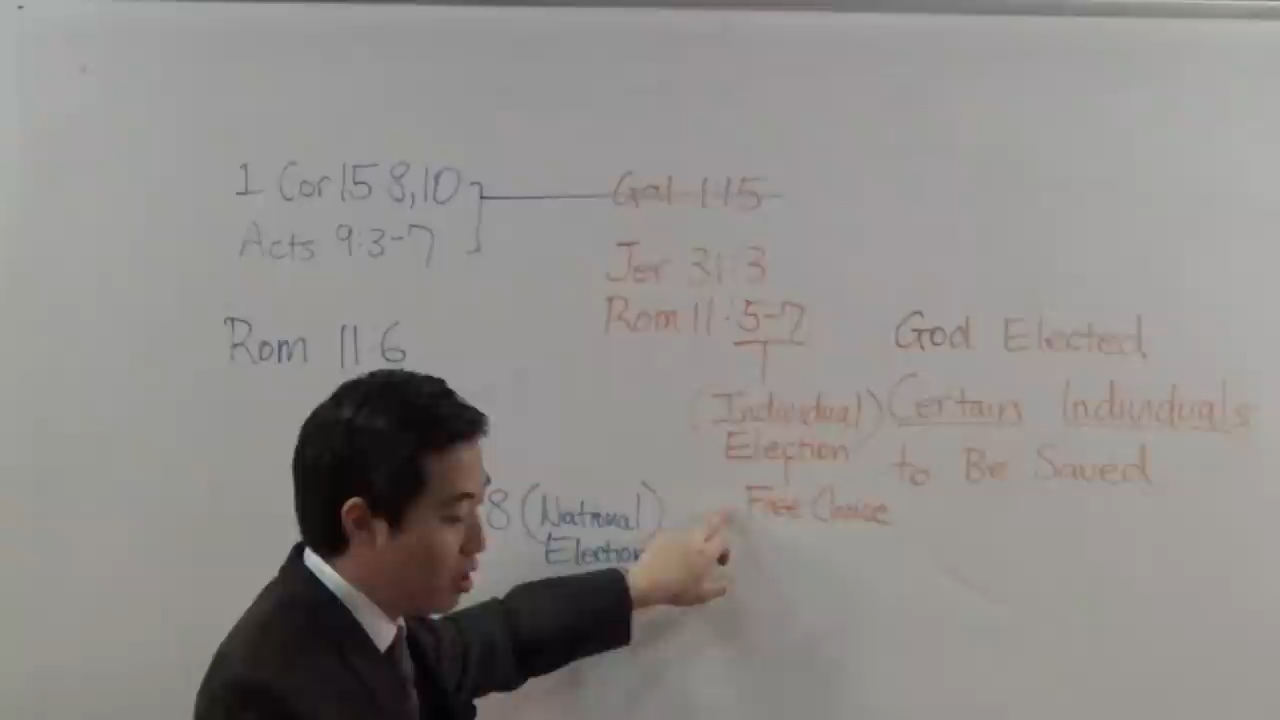 1 Cor 15 8,10
Acts 9:3-7
Rom 11:6
8 (National)
Election
Gal 1:15
Jer 31:3
Rom 11:5-7
(Individual)
Election
Free Choice
God Elected
Certain Individuals
to Be Saved